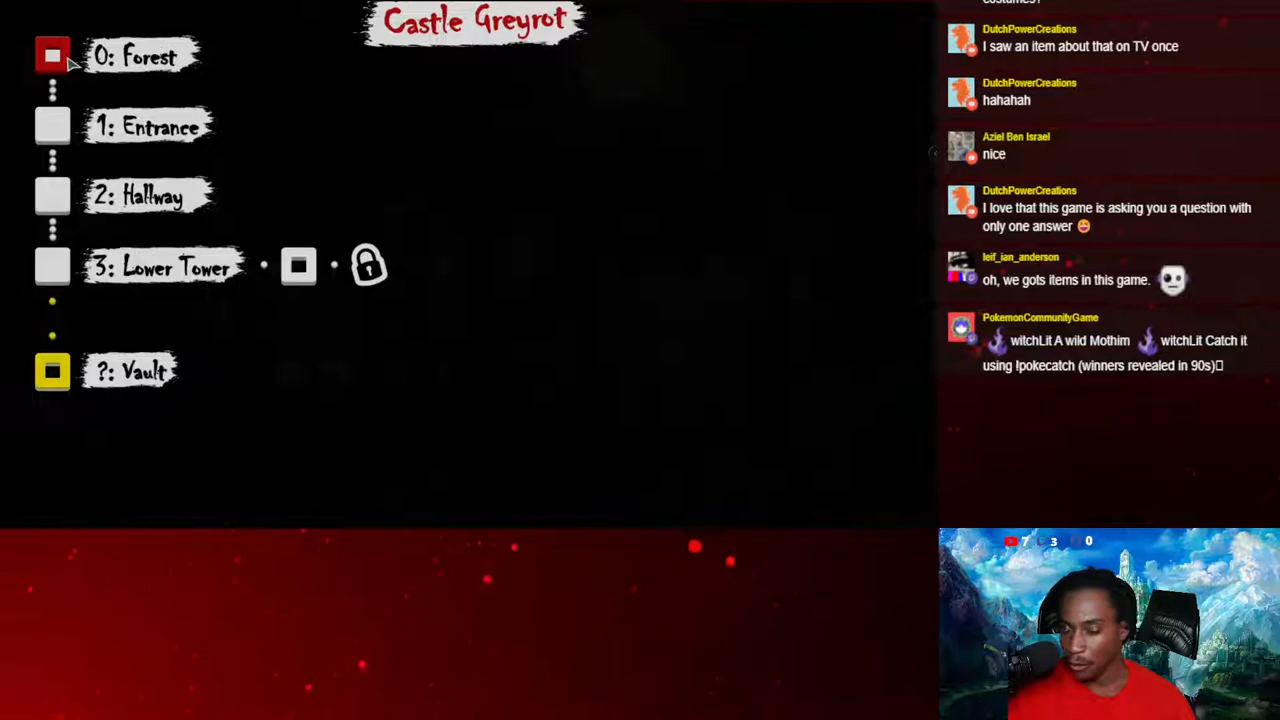 Castle Greyrot
0: Forest
1: Entrance
2: Hallway
3: Lower Tower
?: Vault
DutchPowerCreations
I saw an item about that on TV once
DutchPowerCreations
hahahah
Aziel Ben Israel
nice
DutchPowerCreations
I love that this game is asking you a question with
only one answer 😄
leif_ian_anderson
oh, we gots items in this game.
PokemonCommunityGame
witchLit A wild Mothim witchLit Catch it
using !pokecatch (winners revealed in 90s)
7 3 0